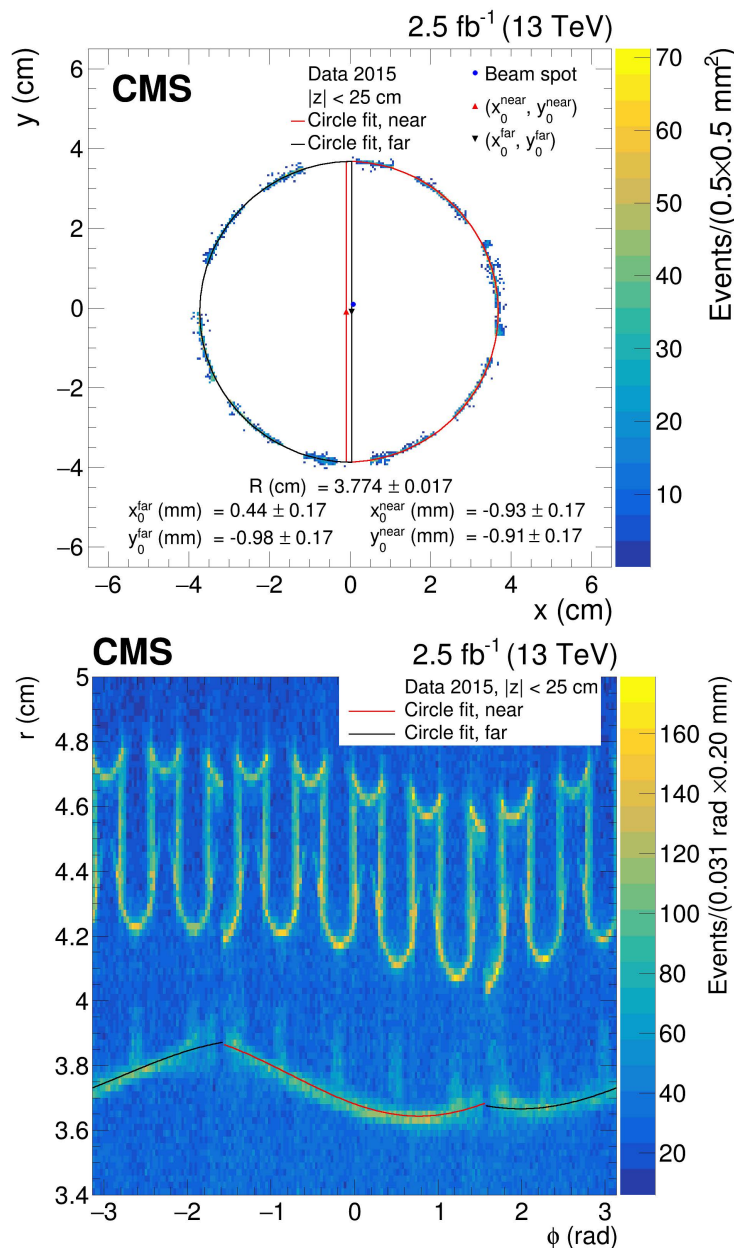 2.5 fb⁻¹ (13 TeV)
CMS
Data 2015
|z| < 25 cm
Circle fit, near
Circle fit, far
Beam spot
(x₀ⁿᵉᵃʳ, y₀ⁿᵉᵃʳ)
(x₀ᶠᵃʳ, y₀ᶠᵃʳ)
y (cm)
6
4
2
0
−2
−4
−6
R (cm) = 3.774 ± 0.017
x₀ᶠᵃʳ (mm) = 0.44 ± 0.17
x₀ⁿᵉᵃʳ (mm) = -0.93 ± 0.17
y₀ᶠᵃʳ (mm) = -0.98 ± 0.17
y₀ⁿᵉᵃʳ (mm) = -0.91 ± 0.17
−6 −4 −2 0 2 4 6
x (cm)
70
60
50
40
30
20
10
Events/(0.5×0.5 mm²)
CMS
2.5 fb⁻¹ (13 TeV)
Data 2015, |z| < 25 cm
Circle fit, near
Circle fit, far
r (cm)
5
4.8
4.6
4.4
4.2
4
3.8
3.6
3.4
−3 −2 −1 0 1 2 3
ϕ (rad)
160
140
120
100
80
60
40
20
Events/(0.031 rad ×0.20 mm)